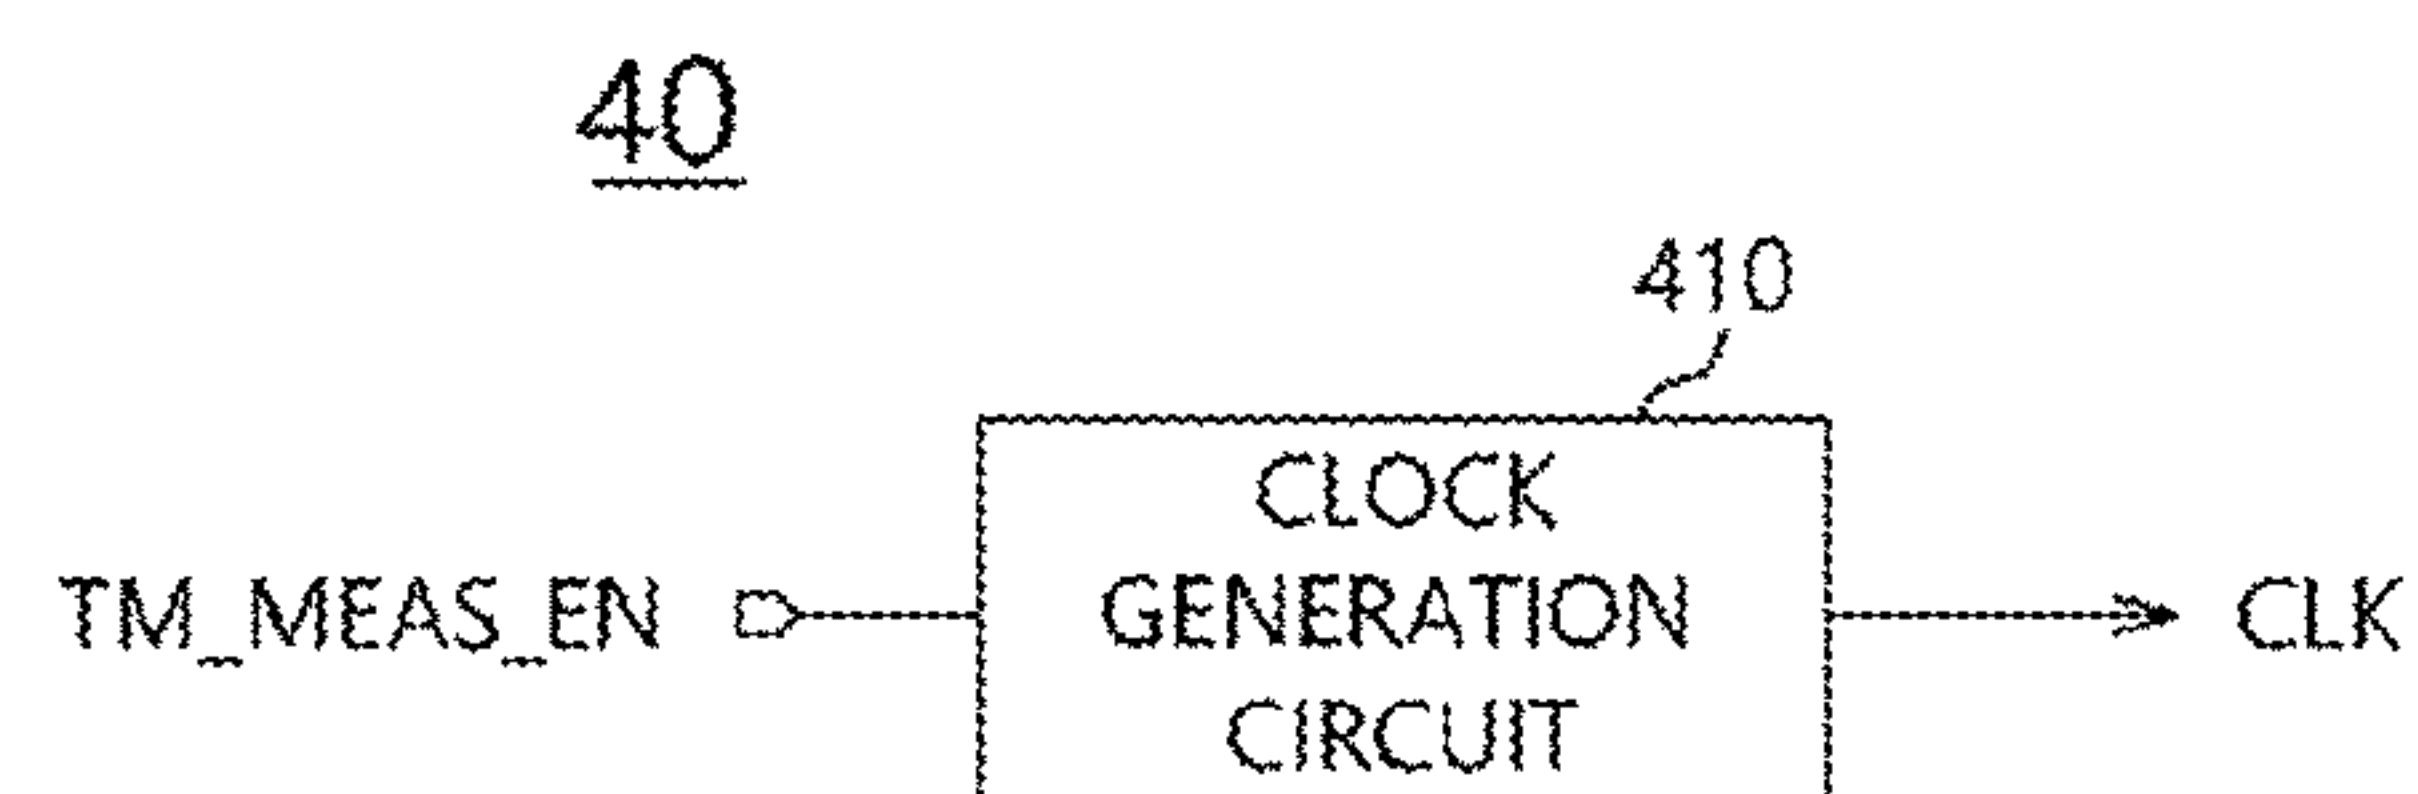 40
410
CLOCK
TM_MEAS_EN GENERATION CLK
CIRCUIT